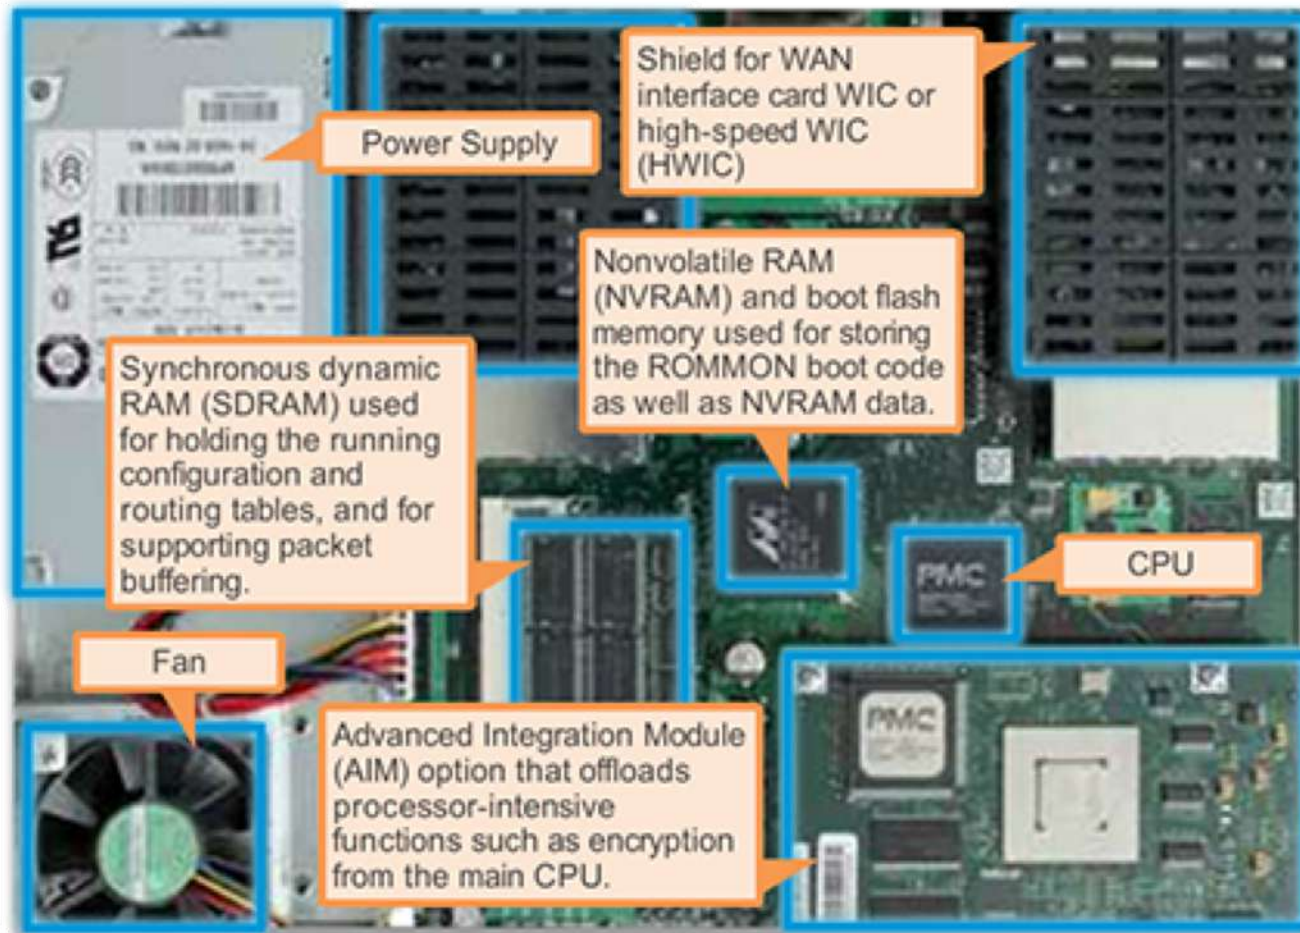 Power Supply
Shield for WAN
interface card WIC or
high-speed WIC
(HWIC)
Nonvolatile RAM
(NVRAM) and boot flash
memory used for storing
the ROMMON boot code
as well as NVRAM data.
Synchronous dynamic
RAM (SDRAM) used
for holding the running
configuration and
routing tables, and for
supporting packet
buffering.
PMC
CPU
Fan
Advanced Integration Module
(AIM) option that offloads
processor-intensive
functions such as encryption
from the main CPU.
PMC